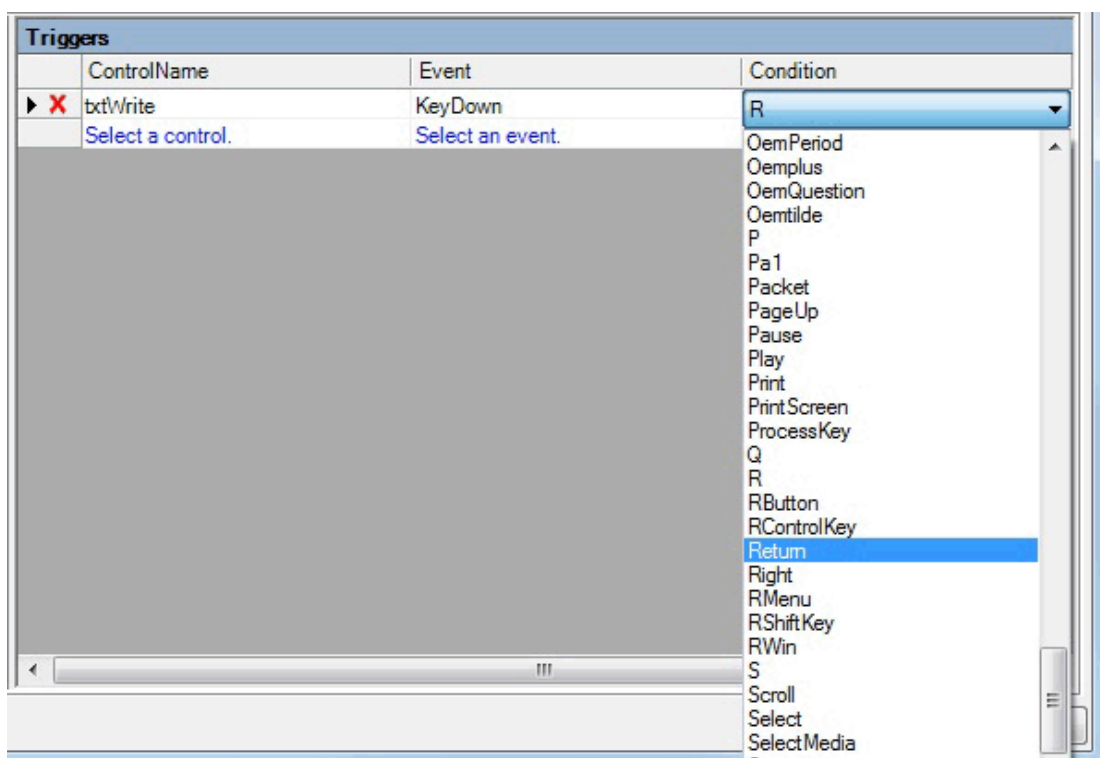 Triggers
ControlName Event Condition
txtWrite KeyDown R
Select a control. Select an event.
OemPeriod
Oemplus
OemQuestion
Oemtilde
P
Pa1
Packet
PageUp
Pause
Play
Print
PrintScreen
ProcessKey
Q
R
RButton
RControlKey
Return
Right
RMenu
RShiftKey
RWin
S
Scroll
Select
SelectMedia